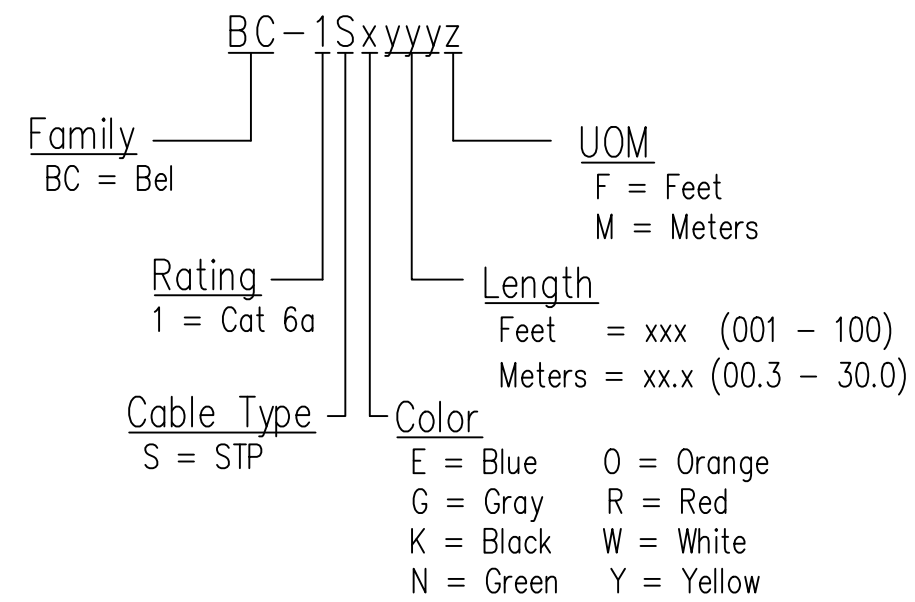 BC-1Sxyyyz
Family
BC = Bel
UOM
F = Feet
M = Meters
Rating
1 = Cat 6a
Length
Feet = xxx (001 - 100)
Meters = xx.x (00.3 - 30.0)
Cable Type
S = STP
Color
E = Blue O = Orange
G = Gray R = Red
K = Black W = White
N = Green Y = Yellow